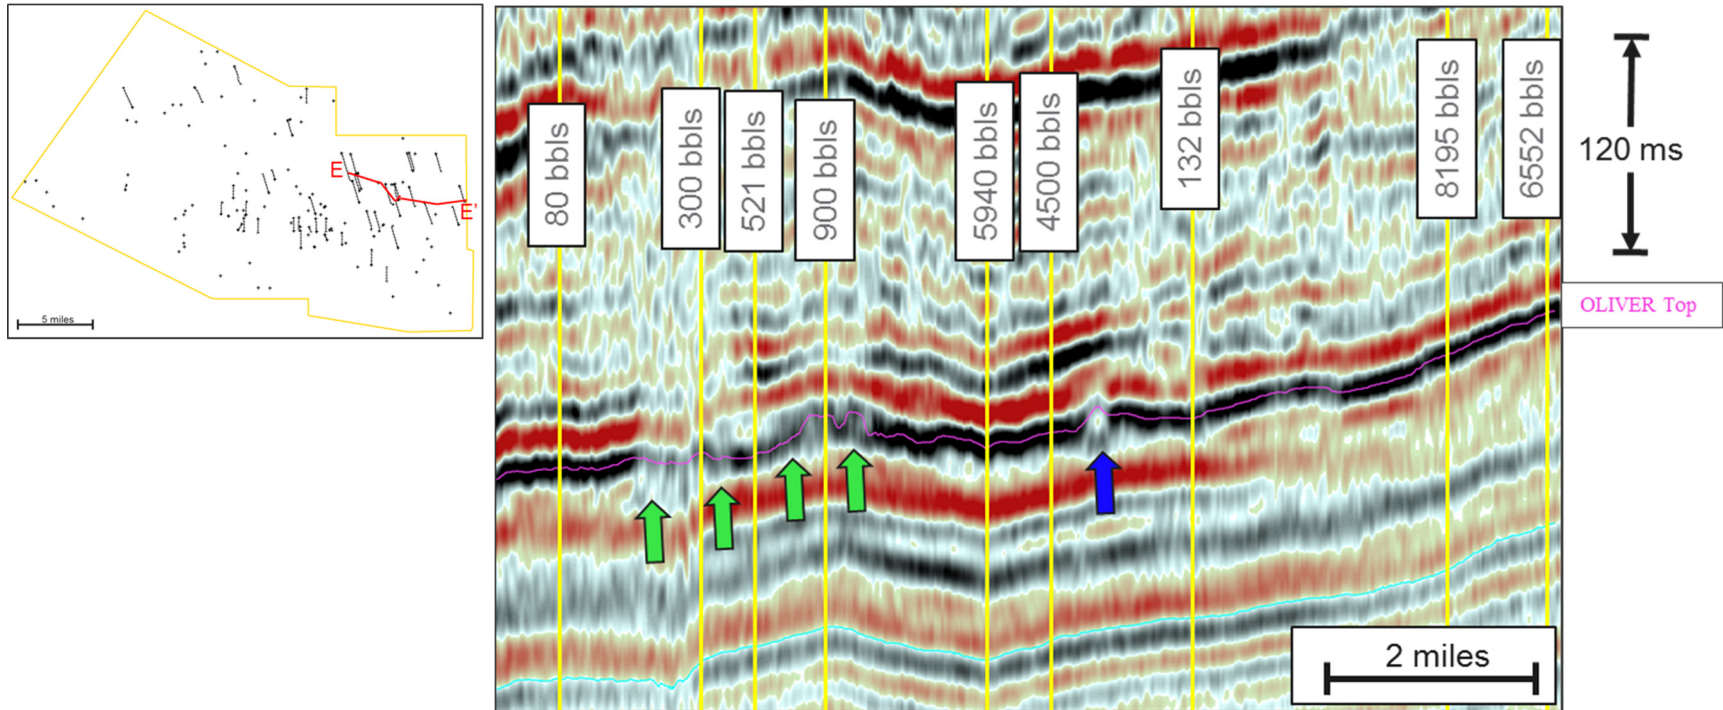 E
E'
5 miles
80 bbls
300 bbls
521 bbls
900 bbls
5940 bbls
4500 bbls
132 bbls
8195 bbls
6552 bbls
120 ms
OLIVER Top
2 miles